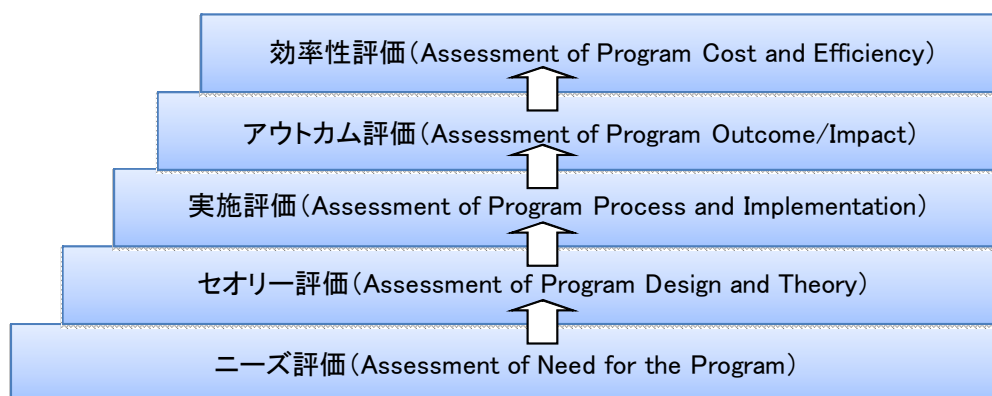 効率性評価(Assessment of Program Cost and Efficiency)
アウトカム評価(Assessment of Program Outcome/Impact)
実施評価(Assessment of Program Process and Implementation)
セオリー評価(Assessment of Program Design and Theory)
ニーズ評価(Assessment of Need for the Program)